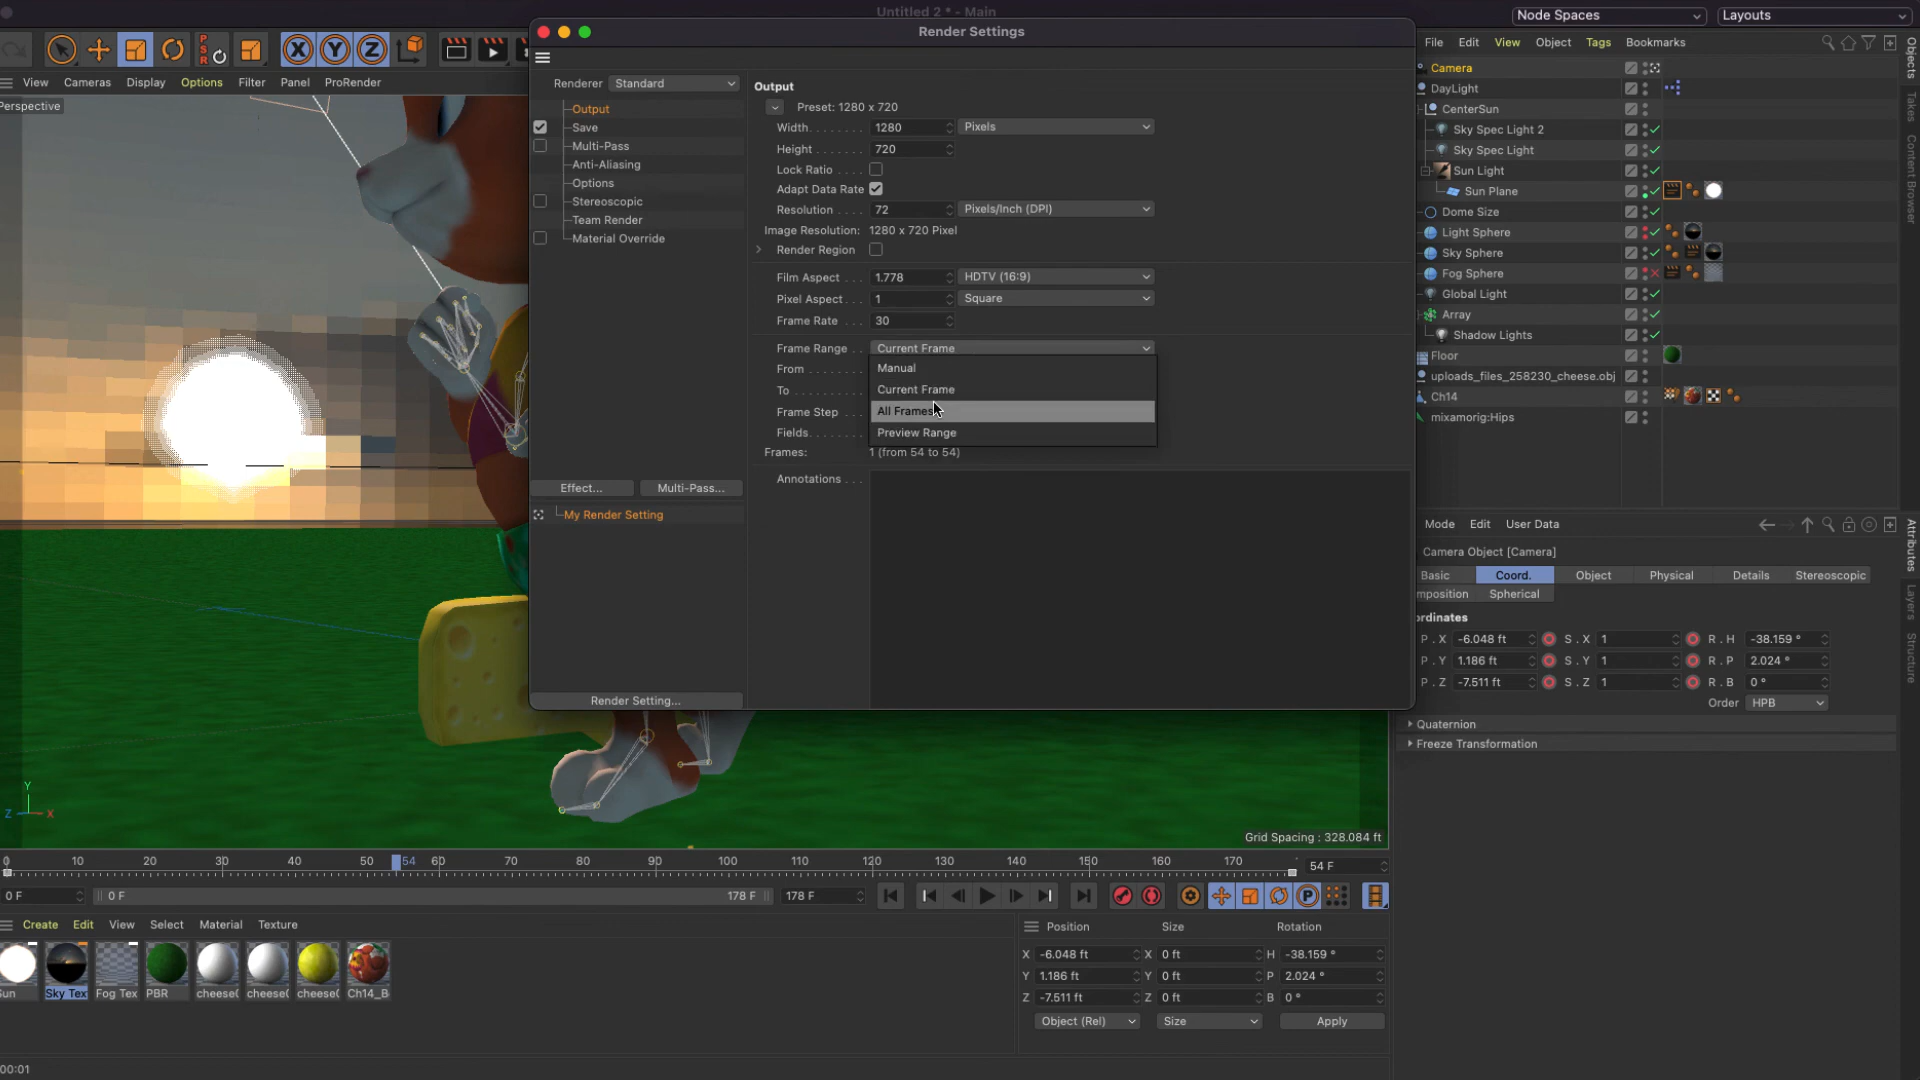 Untitled 2 * - Main
Node Spaces
Layouts
Render Settings
PSR
X Y Z
File Edit View Object Tags Bookmarks
View Cameras Display Options Filter Panel ProRender
Perspective
Renderer Standard
Output
Save
Multi-Pass
Anti-Aliasing
Options
Stereoscopic
Team Render
Material Override
Effect...
Multi-Pass...
My Render Setting
Render Setting...
Output
Preset: 1280 x 720
Width 1280 Pixels
Height 720
Lock Ratio
Adapt Data Rate
Resolution 72 Pixels/Inch (DPI)
Image Resolution: 1280 x 720 Pixel
Render Region
Film Aspect 1.778 HDTV (16:9)
Pixel Aspect 1 Square
Frame Rate 30
Frame Range Current Frame
From
To
Frame Step
Fields
Manual
Current Frame
All Frames
Preview Range
Frames: 1 (from 54 to 54)
Annotations
Camera
DayLight
CenterSun
Sky Spec Light 2
Sky Spec Light
Sun Light
Sun Plane
Dome Size
Light Sphere
Sky Sphere
Fog Sphere
Global Light
Array
Shadow Lights
Floor
uploads_files_258230_cheese.obj
Ch14
mixamorig:Hips
Objects
Takes
Content Browser
Attributes
Layers
Structure
Mode Edit User Data
Camera Object [Camera]
Basic Coord. Object Physical Details Stereoscopic
mposition Spherical
rdinates
P . X -6.048 ft S . X 1 R . H -38.159 °
P . Y 1.186 ft S . Y 1 R . P 2.024 °
P . Z -7.511 ft S . Z 1 R . B 0 °
Order HPB
Quaternion
Freeze Transformation
Y
Z X
Grid Spacing : 328.084 ft
0 10 20 30 40 50 54 60 70 80 90 100 110 120 130 140 150 160 170
54 F
0 F 0 F 178 F 178 F
P
Create Edit View Select Material Texture
Sun Sky Tex Fog Tex PBR cheese( cheese( cheese( Ch14_B
Position Size Rotation
X -6.048 ft X 0 ft H -38.159 °
Y 1.186 ft Y 0 ft P 2.024 °
Z -7.511 ft Z 0 ft B 0 °
Object (Rel) Size Apply
00:01